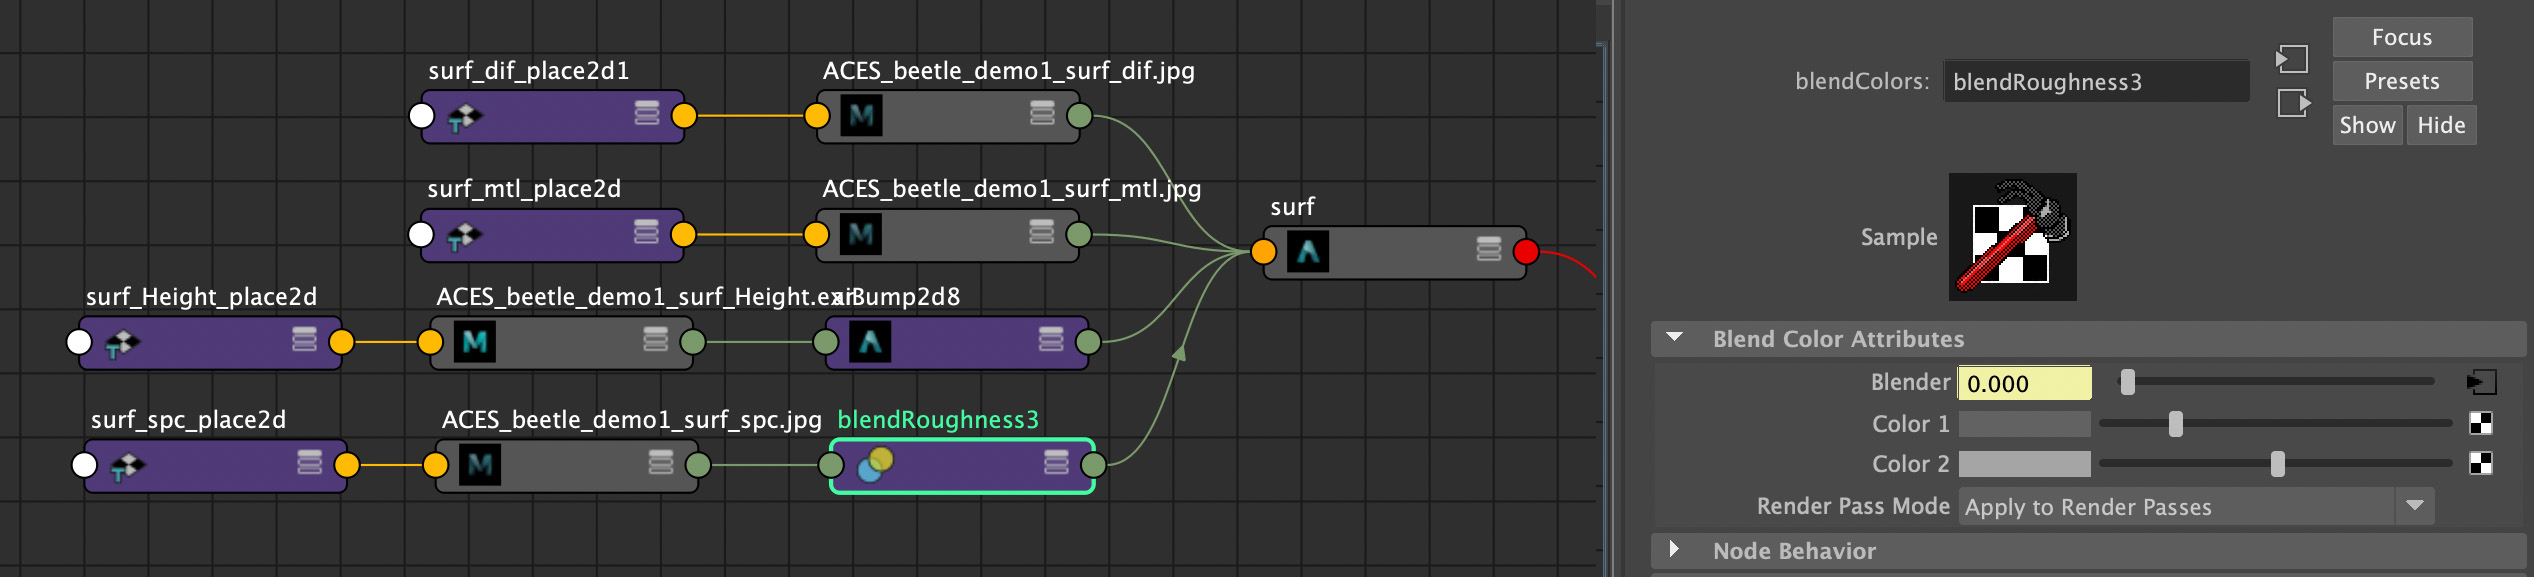 surf_dif_place2d1
ACES_beetle_demo1_surf_dif.jpg
surf_mtl_place2d
ACES_beetle_demo1_surf_mtl.jpg
surf
surf_Height_place2d
ACES_beetle_demo1_surf_Height.exr
aiBump2d8
surf_spc_place2d
ACES_beetle_demo1_surf_spc.jpg
blendRoughness3
blendColors:
blendRoughness3
Focus
Presets
Show
Hide
Sample
Blend Color Attributes
Blender
0.000
Color 1
Color 2
Render Pass Mode
Apply to Render Passes
Node Behavior